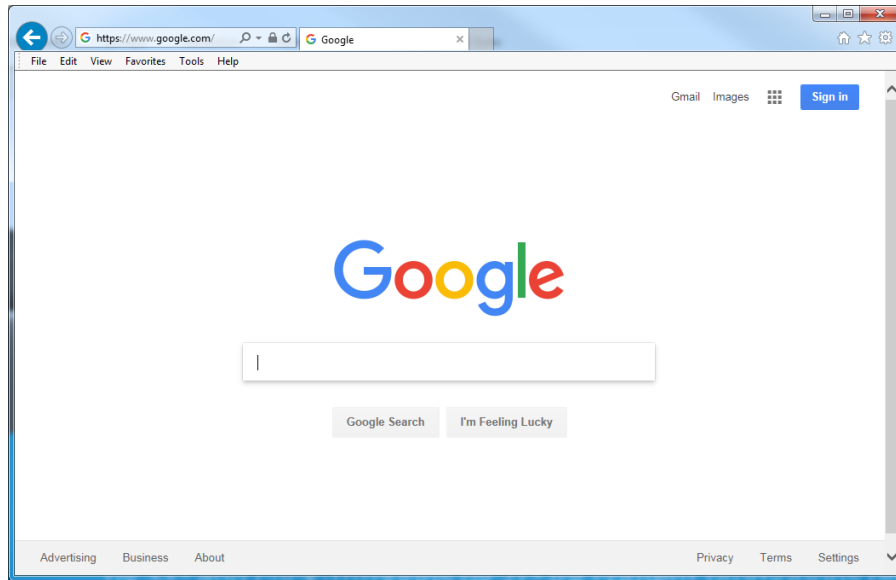 https://www.google.com/
G Google
File Edit View Favorites Tools Help
Gmail Images Sign in
Google
Google Search I'm Feeling Lucky
Advertising Business About Privacy Terms Settings